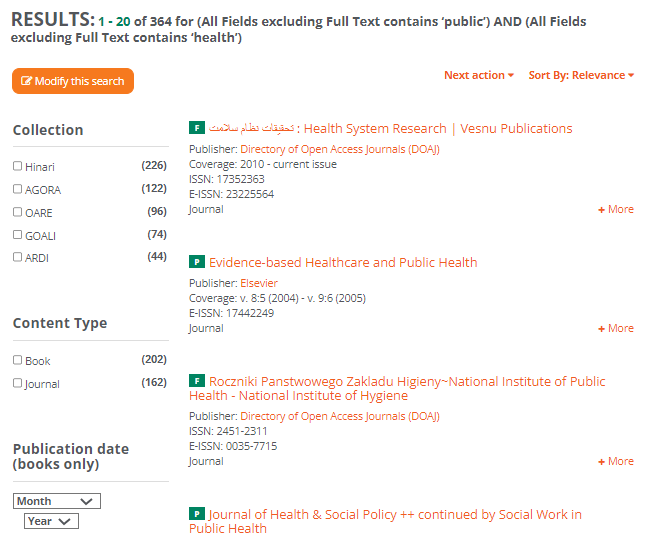 RESULTS: 1 - 20 of 364 for (All Fields excluding Full Text contains ‘public’) AND (All Fields
excluding Full Text contains ‘health’)
Modify this search
Next action
Sort By: Relevance
Collection
Hinari (226)
AGORA (122)
OARE (96)
GOALI (74)
ARDI (44)
Content Type
Book (202)
Journal (162)
Publication date
(books only)
Month
Year
F تحقیقات نظام سلامت : Health System Research | Vesnu Publications
Publisher: Directory of Open Access Journals (DOAJ)
Coverage: 2010 - current issue
ISSN: 17352363
E-ISSN: 23225564
Journal
+ More
P Evidence-based Healthcare and Public Health
Publisher: Elsevier
Coverage: v. 8:5 (2004) - v. 9:6 (2005)
E-ISSN: 17442249
Journal
+ More
F Roczniki Panstwowego Zakladu Higieny~National Institute of Public
Health - National Institute of Hygiene
Publisher: Directory of Open Access Journals (DOAJ)
ISSN: 2451-2311
E-ISSN: 0035-7715
Journal
+ More
P Journal of Health & Social Policy ++ continued by Social Work in
Public Health